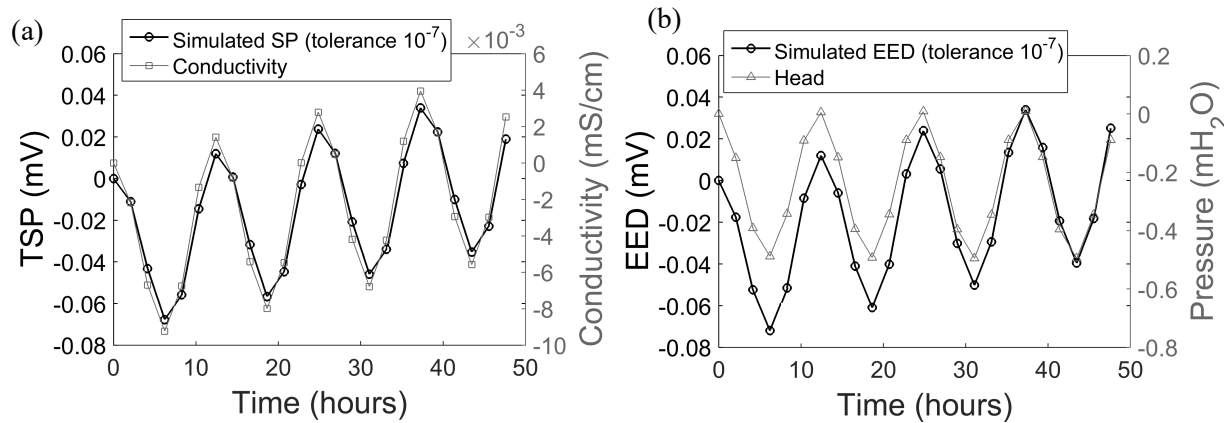 (a)
Simulated SP (tolerance 10⁻⁷)
Conductivity
×10⁻³
0.06
0.04
0.02
0
-0.02
-0.04
-0.06
-0.08
TSP (mV)
6
4
2
0
-2
-4
-6
-8
-10
Conductivity (mS/cm)
0 10 20 30 40 50
Time (hours)
(b)
Simulated EED (tolerance 10⁻⁷)
Head
0.06
0.04
0.02
0
-0.02
-0.04
-0.06
-0.08
EED (mV)
0.2
0
-0.2
-0.4
-0.6
-0.8
Pressure (mH₂O)
0 10 20 30 40 50
Time (hours)